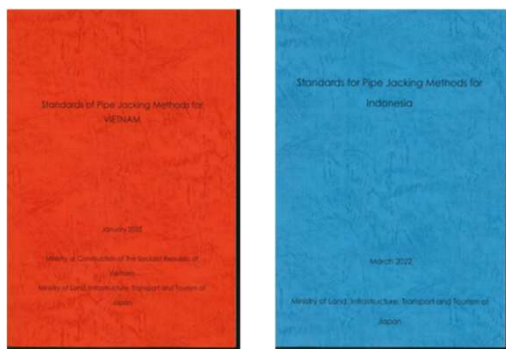 Standards of Pipe Jacking Methods for
VIETNAM
January
Ministry of Construction of The Socialist Republic of
Vietnam
Ministry of Land, Infrastructure, Transport and Tourism of
Japan
Standards for Pipe Jacking Methods for
Indonesia
March 2022
Ministry of Land, Infrastructure, Transport and Tourism of
Japan